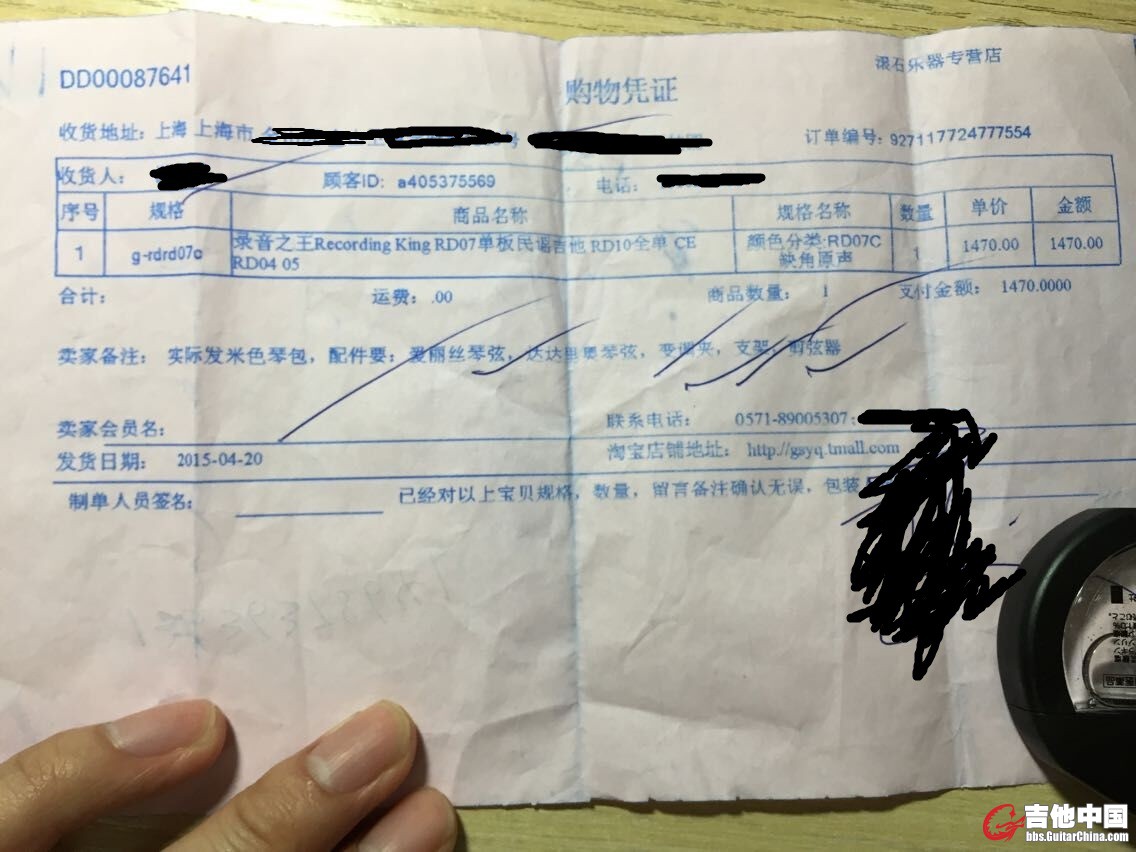 滚石乐器专营店
DD00087641
购物凭证
收货地址: 上海 上海市
订单编号: 927117724777554
收货人:
顾客ID: a405375569
电话:
序号 规格 商品名称 规格名称 数量 单价 金额
1 g-rdrd07c 录音之王Recording King RD07单板民谣吉他 RD10全单 CE 颜色分类:RD07C 1 1470.00 1470.00
RD04 05 缺角原声
合计: 运费: .00 商品数量: 1 支付金额: 1470.0000
卖家备注: 实际发米色琴包, 配件要: 爱丽丝琴弦, 达达里奥琴弦, 变调夹, 支架, 剪弦器
卖家会员名: 联系电话: 0571-89005307;
发货日期: 2015-04-20 淘宝店铺地址: http://gsyq.tmall.com
制单人员签名: 已经对以上宝贝规格, 数量, 留言备注确认无误, 包装
吉他中国
bbs.GuitarChina.com